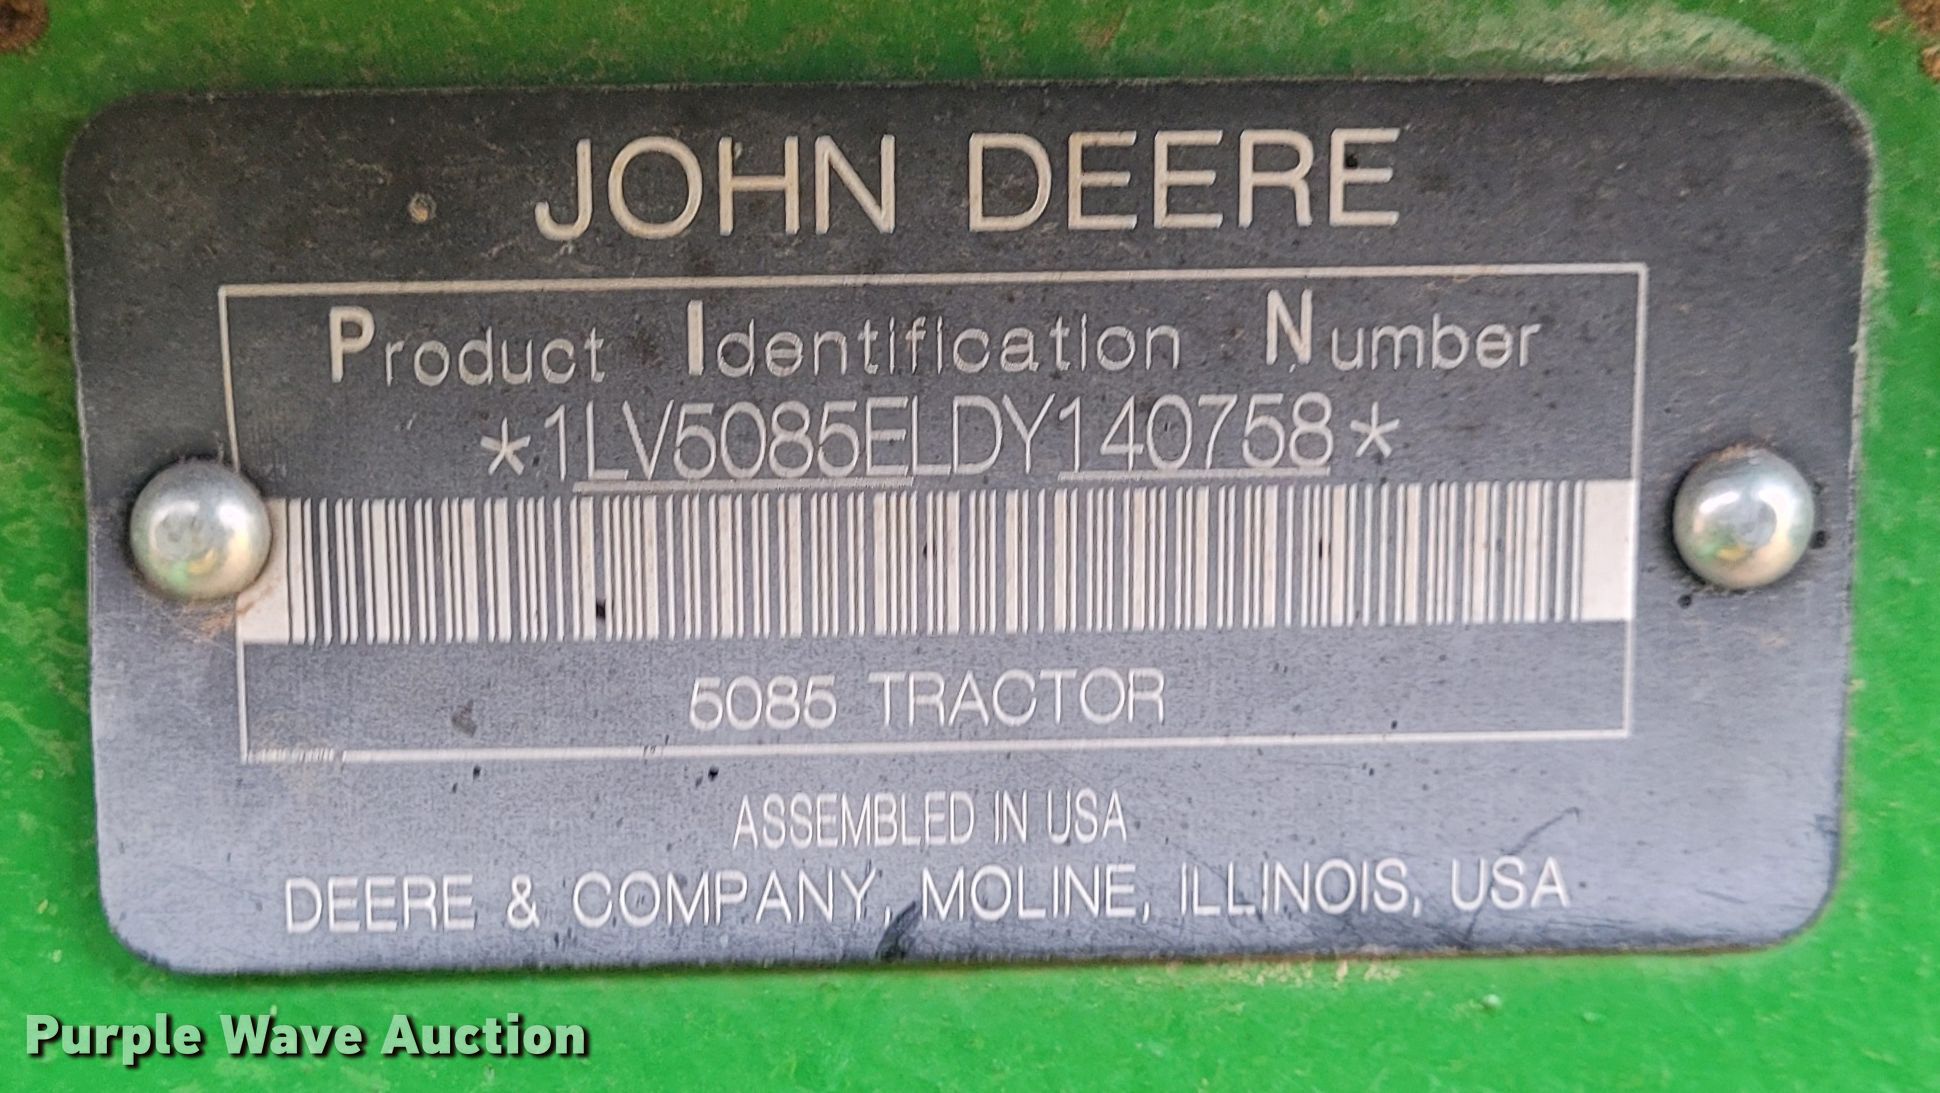 JOHN DEERE
Product Identification Number
*1LV5085ELDY140758*
5085 TRACTOR
ASSEMBLED IN USA
DEERE & COMPANY, MOLINE, ILLINOIS, USA
Purple Wave Auction